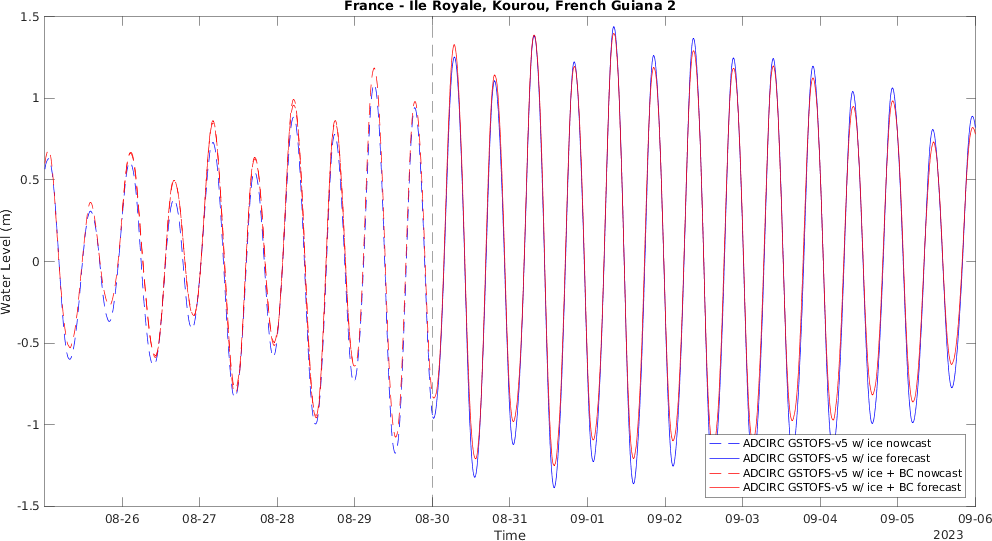 France - Ile Royale, Kourou, French Guiana 2
1.5
1
0.5
0
-0.5
-1
-1.5
Water Level (m)
08-26 08-27 08-28 08-29 08-30 08-31 09-01 09-02 09-03 09-04 09-05 09-06
Time
2023
ADCIRC GSTOFS-v5 w/ ice nowcast
ADCIRC GSTOFS-v5 w/ ice forecast
ADCIRC GSTOFS-v5 w/ ice + BC nowcast
ADCIRC GSTOFS-v5 w/ ice + BC forecast